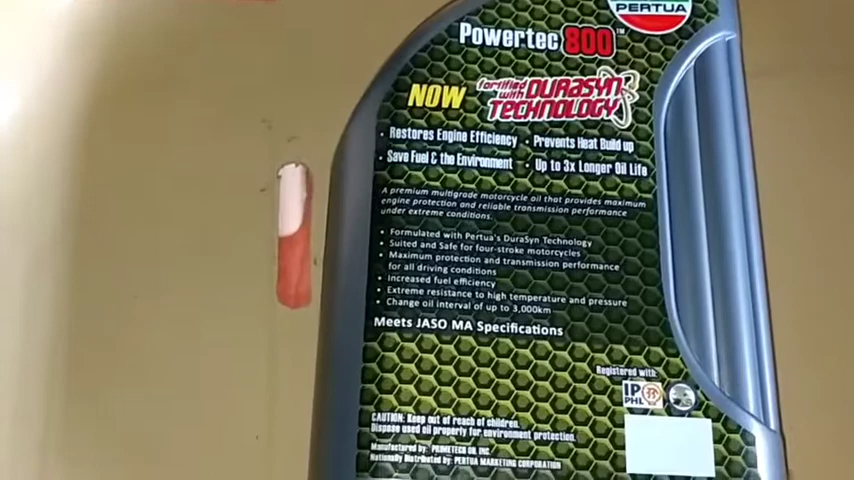 PERTUA
Powertec 800™
NOW fortified with DURASYN TECHNOLOGY
• Restores Engine Efficiency • Prevents Heat Build up
• Save Fuel & the Environment • Up to 3x Longer Oil Life
A premium multigrade motorcycle oil that provides maximum
engine protection and reliable transmission performance
under extreme conditions.
• Formulated with Pertua's DuraSyn Technology
• Suited and safe for four-stroke motorcycles
• Maximum protection and transmission performance
for all driving conditions
• Increased fuel efficiency
• Extreme resistance to high temperature and pressure
• Change oil interval of up to 3,000km
Meets JASO MA Specifications.
Registered with:
IP
PHL
CAUTION: Keep out of reach of children.
Dispose used oil properly for environment protection
Manufactured by: PRIMETECH OIL INC.
Nationally Distributed by: PERTUA MARKETING CORPORATION